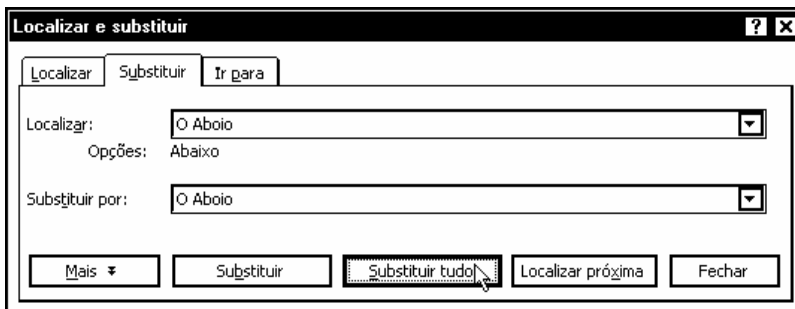 Localizar e substituir
Localizar Substituir Ir para
Localizar: O Aboio
Opções: Abaixo
Substituir por: O Aboio
Mais Substituir Substituir tudo Localizar próxima Fechar